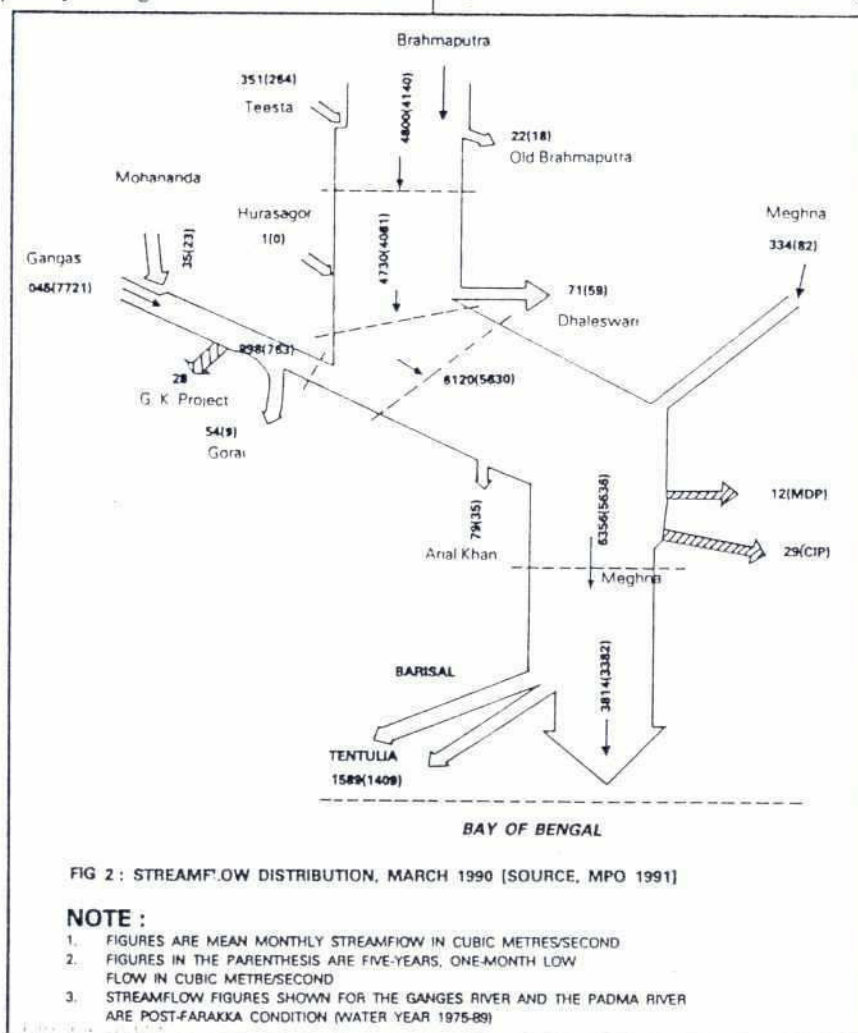 Brahmaputra
351(264)
Teesta
4800(4140)
22(18)
Old Brahmaputra
Mohananda
35(23)
Hurasagor
1(0)
4730(4061)
Meghna
334(82)
Gangas
045(7721)
71(59)
Dhaleswari
998(763)
28
G. K. Project
6120(5630)
54(9)
Gorai
79(35)
Arial Khan
6356(5636)
12(MDP)
29(CIP)
Meghna
3814(3382)
BARISAL
TENTULIA
1589(1409)
BAY OF BENGAL
FIG 2 : STREAMFLOW DISTRIBUTION, MARCH 1990 [SOURCE, MPO 1991]
NOTE :
1. FIGURES ARE MEAN MONTHLY STREAMFLOW IN CUBIC METRES/SECOND
2. FIGURES IN THE PARENTHESIS ARE FIVE-YEARS, ONE-MONTH LOW
FLOW IN CUBIC METRE/SECOND
3. STREAMFLOW FIGURES SHOWN FOR THE GANGES RIVER AND THE PADMA RIVER
ARE POST-FARAKKA CONDITION (WATER YEAR 1975-89)